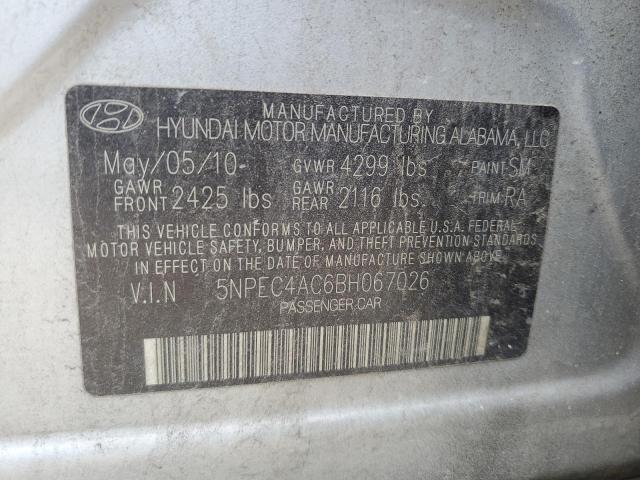 MANUFACTURED BY
HYUNDAI MOTOR MANUFACTURING ALABAMA, LLC
May/05/10 GVWR 4299 lbs PAINT:SM
GAWR FRONT 2425 lbs GAWR REAR 2116 lbs. TRIM:RA
THIS VEHICLE CONFORMS TO ALL APPLICABLE U.S.A. FEDERAL
MOTOR VEHICLE SAFETY, BUMPER, AND THEFT PREVENTION STANDARDS
IN EFFECT ON THE DATE OF MANUFACTURE SHOWN ABOVE.
V.I.N 5NPEC4AC6BH067026
PASSENGER CAR